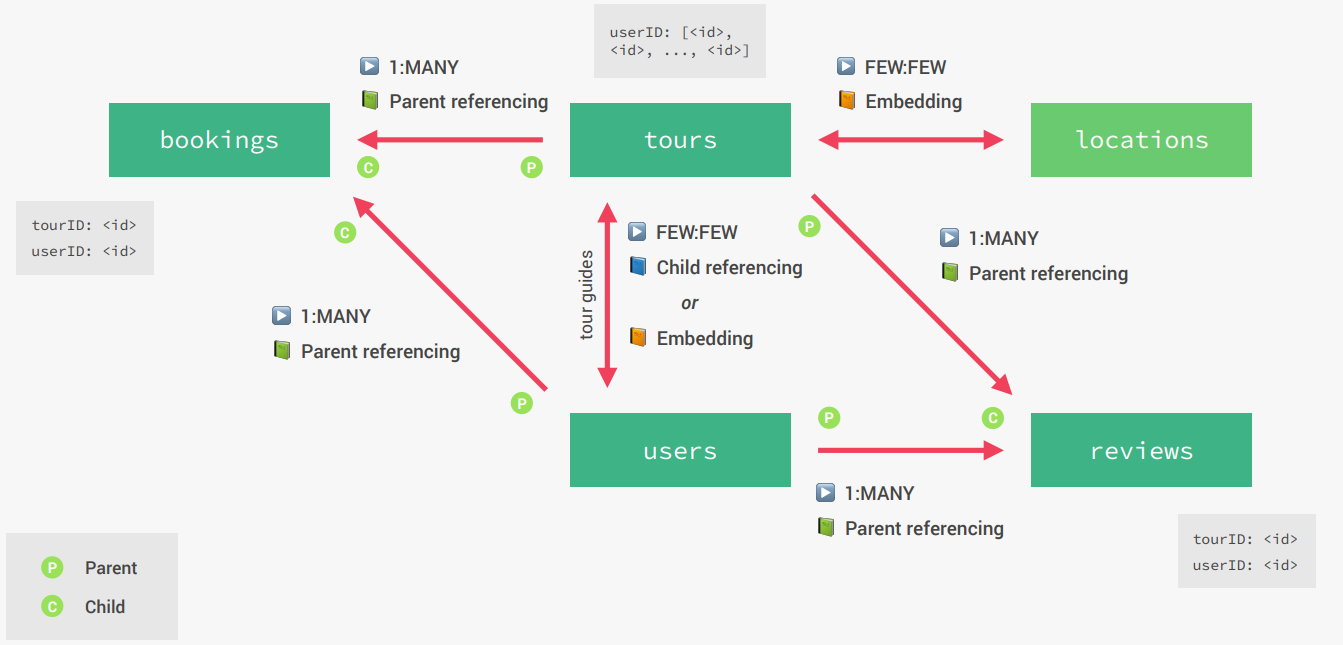 userID: [<id>,
<id>, ..., <id>]
1:MANY
Parent referencing
FEW:FEW
Embedding
bookings
tours
locations
C
P
tourID: <id>
userID: <id>
C
P
tour guides
FEW:FEW
Child referencing
or
Embedding
1:MANY
Parent referencing
1:MANY
Parent referencing
P
P
C
users
reviews
1:MANY
Parent referencing
tourID: <id>
userID: <id>
P Parent
C Child